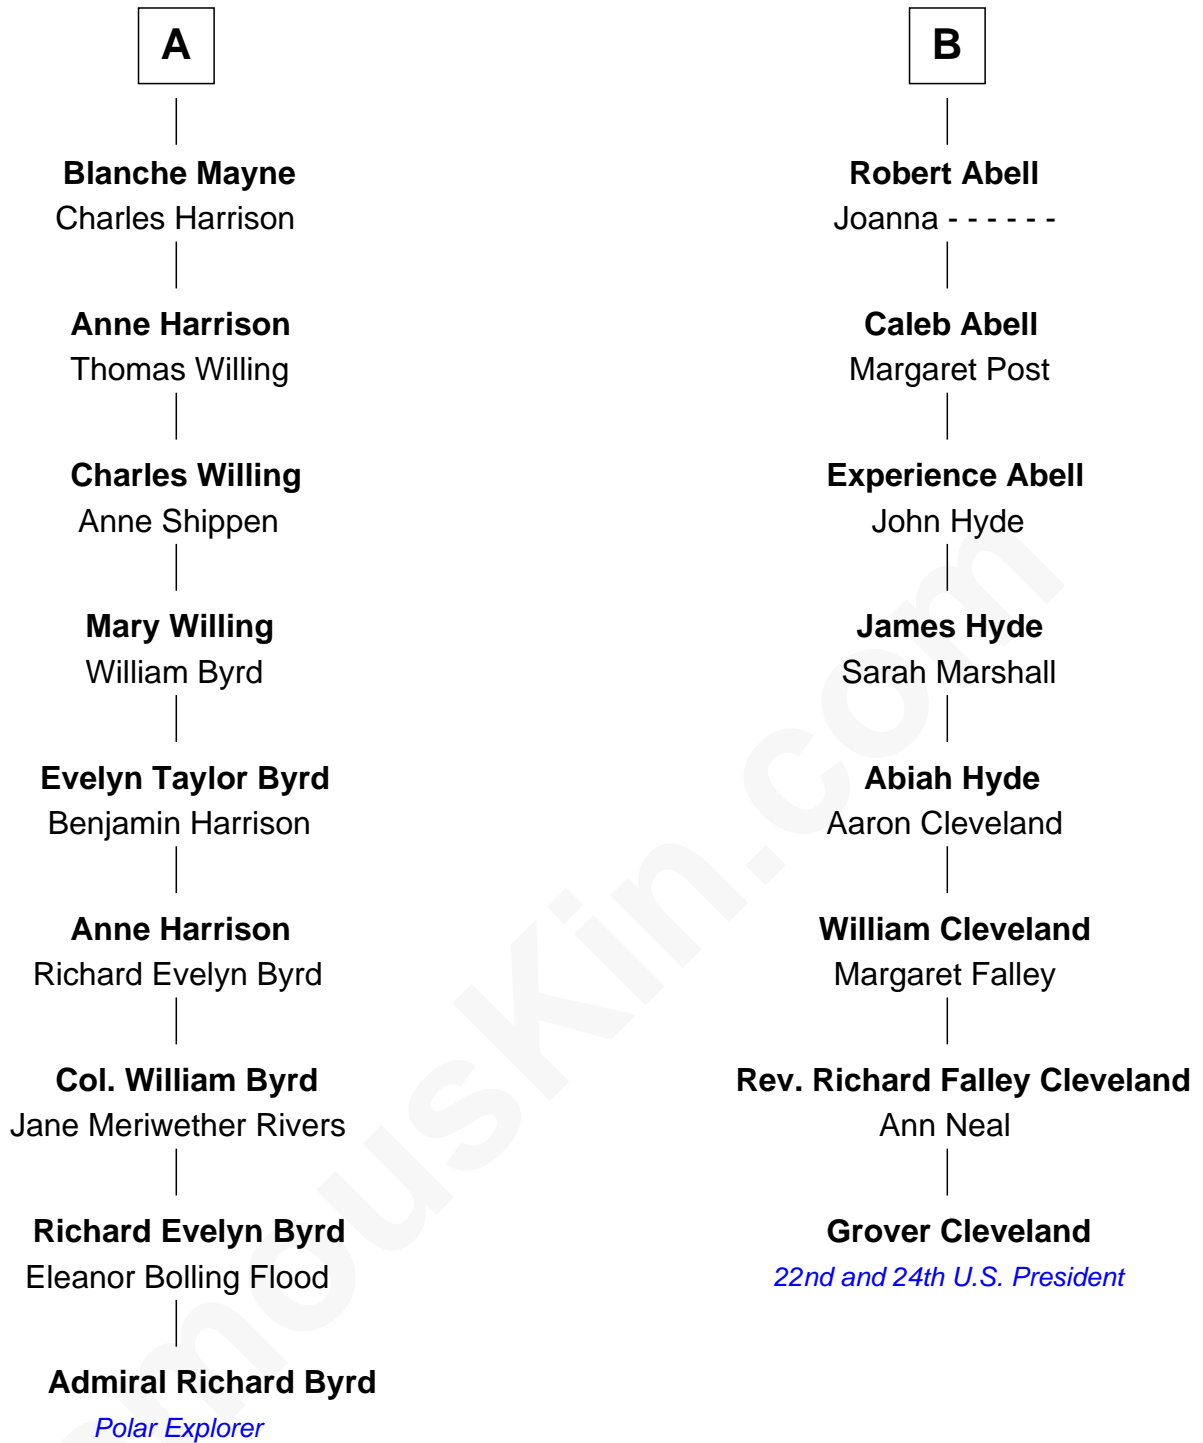 A
Blanche Mayne
Charles Harrison
Anne Harrison
Thomas Willing
Charles Willing
Anne Shippen
Mary Willing
William Byrd
Evelyn Taylor Byrd
Benjamin Harrison
Anne Harrison
Richard Evelyn Byrd
Col. William Byrd
Jane Meriwether Rivers
Richard Evelyn Byrd
Eleanor Bolling Flood
Admiral Richard Byrd
Polar Explorer
B
Robert Abell
Joanna - - - - - -
Caleb Abell
Margaret Post
Experience Abell
John Hyde
James Hyde
Sarah Marshall
Abiah Hyde
Aaron Cleveland
William Cleveland
Margaret Falley
Rev. Richard Falley Cleveland
Ann Neal
Grover Cleveland
22nd and 24th U.S. President
mousKin.com